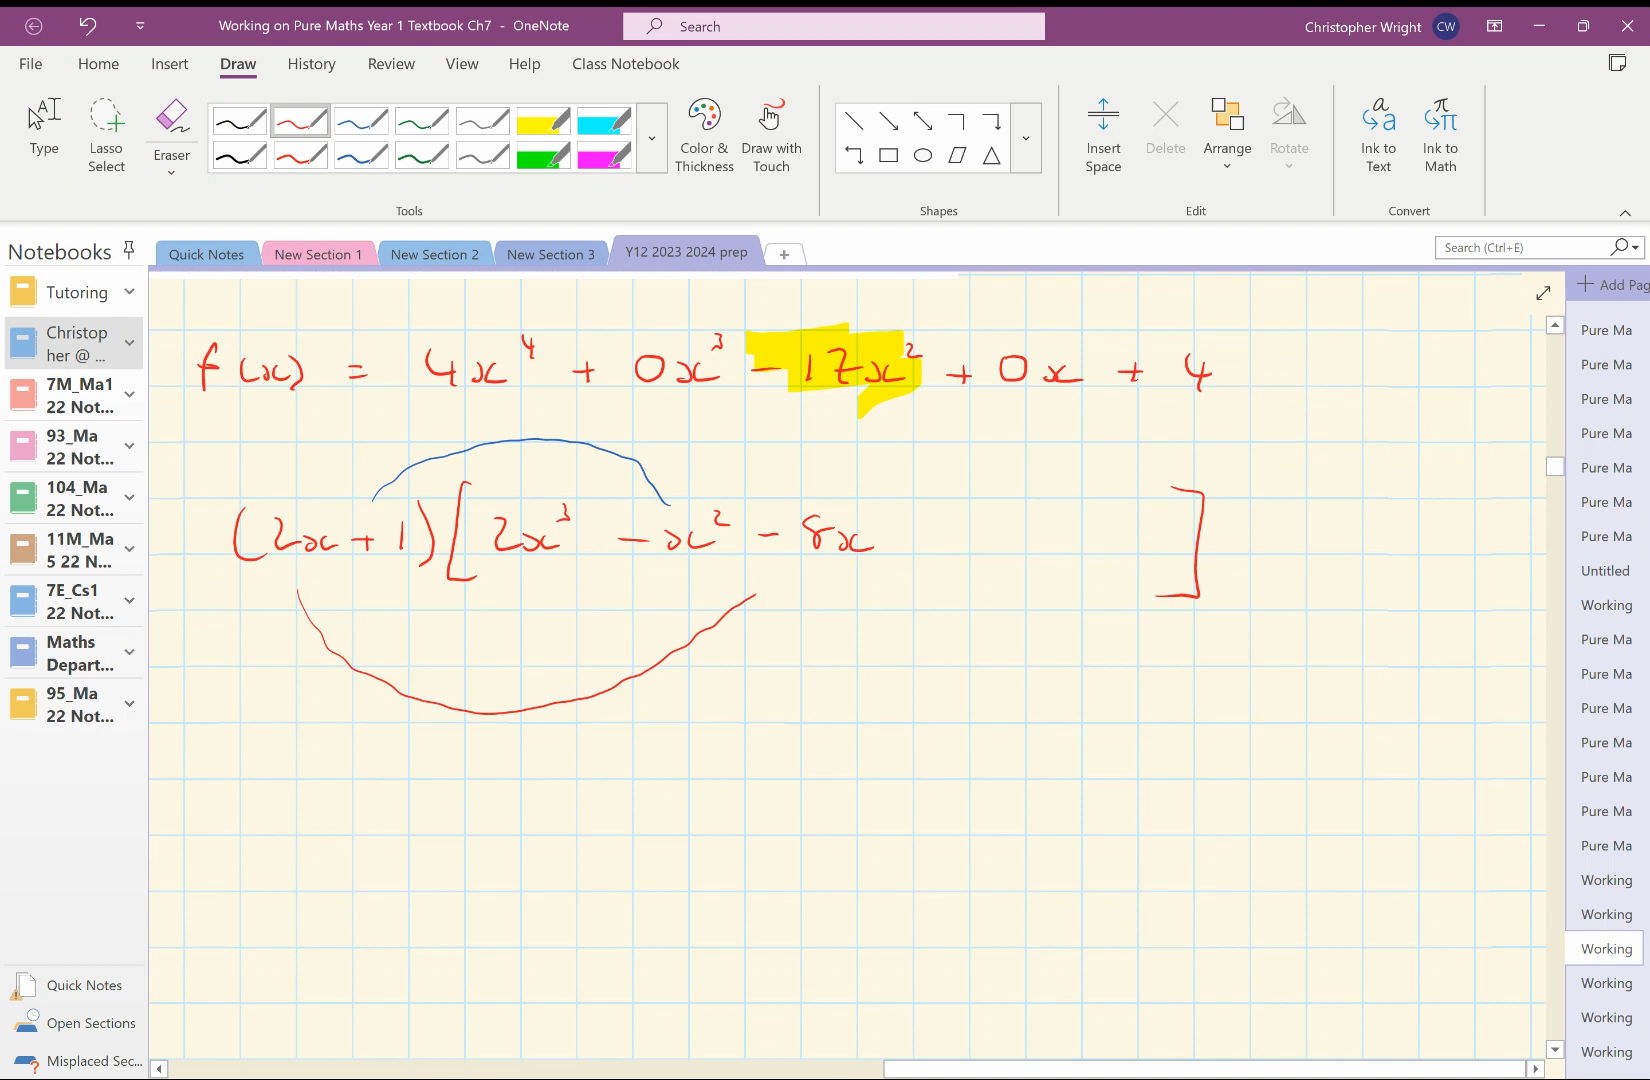 Working on Pure Maths Year 1 Textbook Ch7 - OneNote
Search
Christopher Wright CW
File Home Insert Draw History Review View Help Class Notebook
Type
Lasso Select
Eraser
Color & Thickness
Draw with Touch
Insert Space
Delete
Arrange
Rotate
Ink to Text
Ink to Math
Tools Shapes Edit Convert
Notebooks
Quick Notes New Section 1 New Section 2 New Section 3 Y12 2023 2024 prep
Search (Ctrl+E)
Tutoring
Christop
her @ ...
7M_Ma1
22 Not...
93_Ma
22 Not...
104_Ma
22 Not...
11M_Ma
5 22 N...
7E_Cs1
22 Not...
Maths
Depart...
95_Ma
22 Not...
Quick Notes
Open Sections
Misplaced Sec...
f(x) = 4x⁴ + 0x³ - 17x² + 0x + 4
(2x + 1)[2x³ - x² - 8x ]
Add Pag
Pure Ma
Pure Ma
Pure Ma
Pure Ma
Pure Ma
Pure Ma
Pure Ma
Untitled
Working
Pure Ma
Pure Ma
Pure Ma
Pure Ma
Pure Ma
Pure Ma
Pure Ma
Working
Working
Working
Working
Working
Working